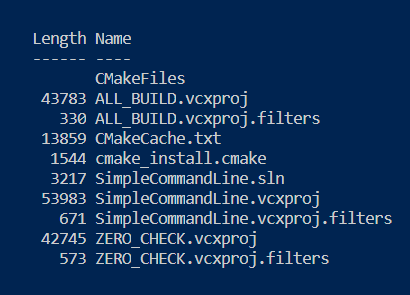 Length Name
------ ----
CMakeFiles
43783 ALL_BUILD.vcxproj
330 ALL_BUILD.vcxproj.filters
13859 CMakeCache.txt
1544 cmake_install.cmake
3217 SimpleCommandLine.sln
53983 SimpleCommandLine.vcxproj
671 SimpleCommandLine.vcxproj.filters
42745 ZERO_CHECK.vcxproj
573 ZERO_CHECK.vcxproj.filters